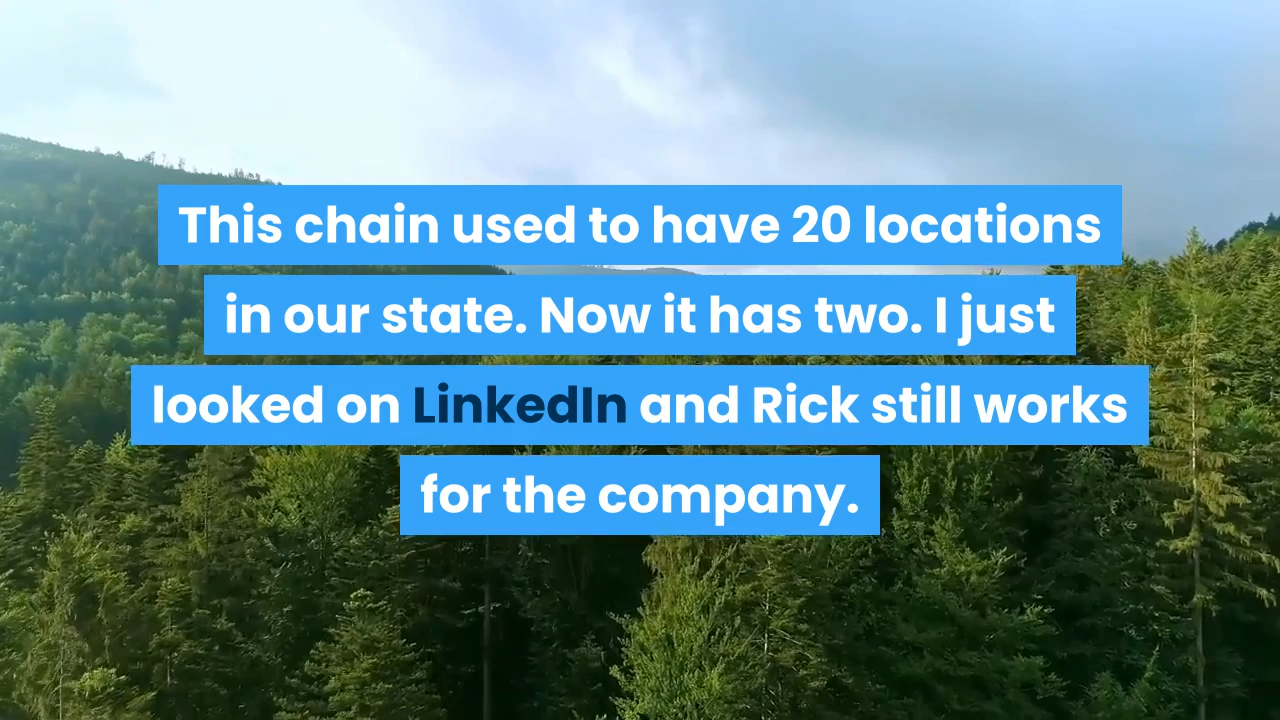 This chain used to have 20 locations
in our state. Now it has two. I just
looked on LinkedIn and Rick still works
for the company.